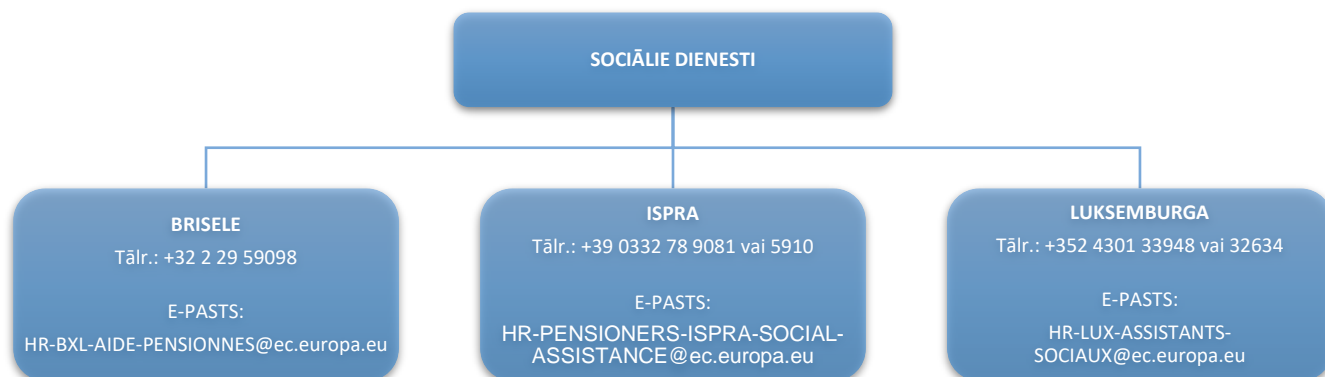 SOCIĀLIE DIENESTI
BRISELE
Tālr.: +32 2 29 59098
E-PASTS:
HR-BXL-AIDE-PENSIONNES@ec.europa.eu
ISPRA
Tālr.: +39 0332 78 9081 vai 5910
E-PASTS:
HR-PENSIONERS-ISPRA-SOCIAL-
ASSISTANCE@ec.europa.eu
LUKSEMBURGA
Tālr.: +352 4301 33948 vai 32634
E-PASTS:
HR-LUX-ASSISTANTS-
SOCIAUX@ec.europa.eu